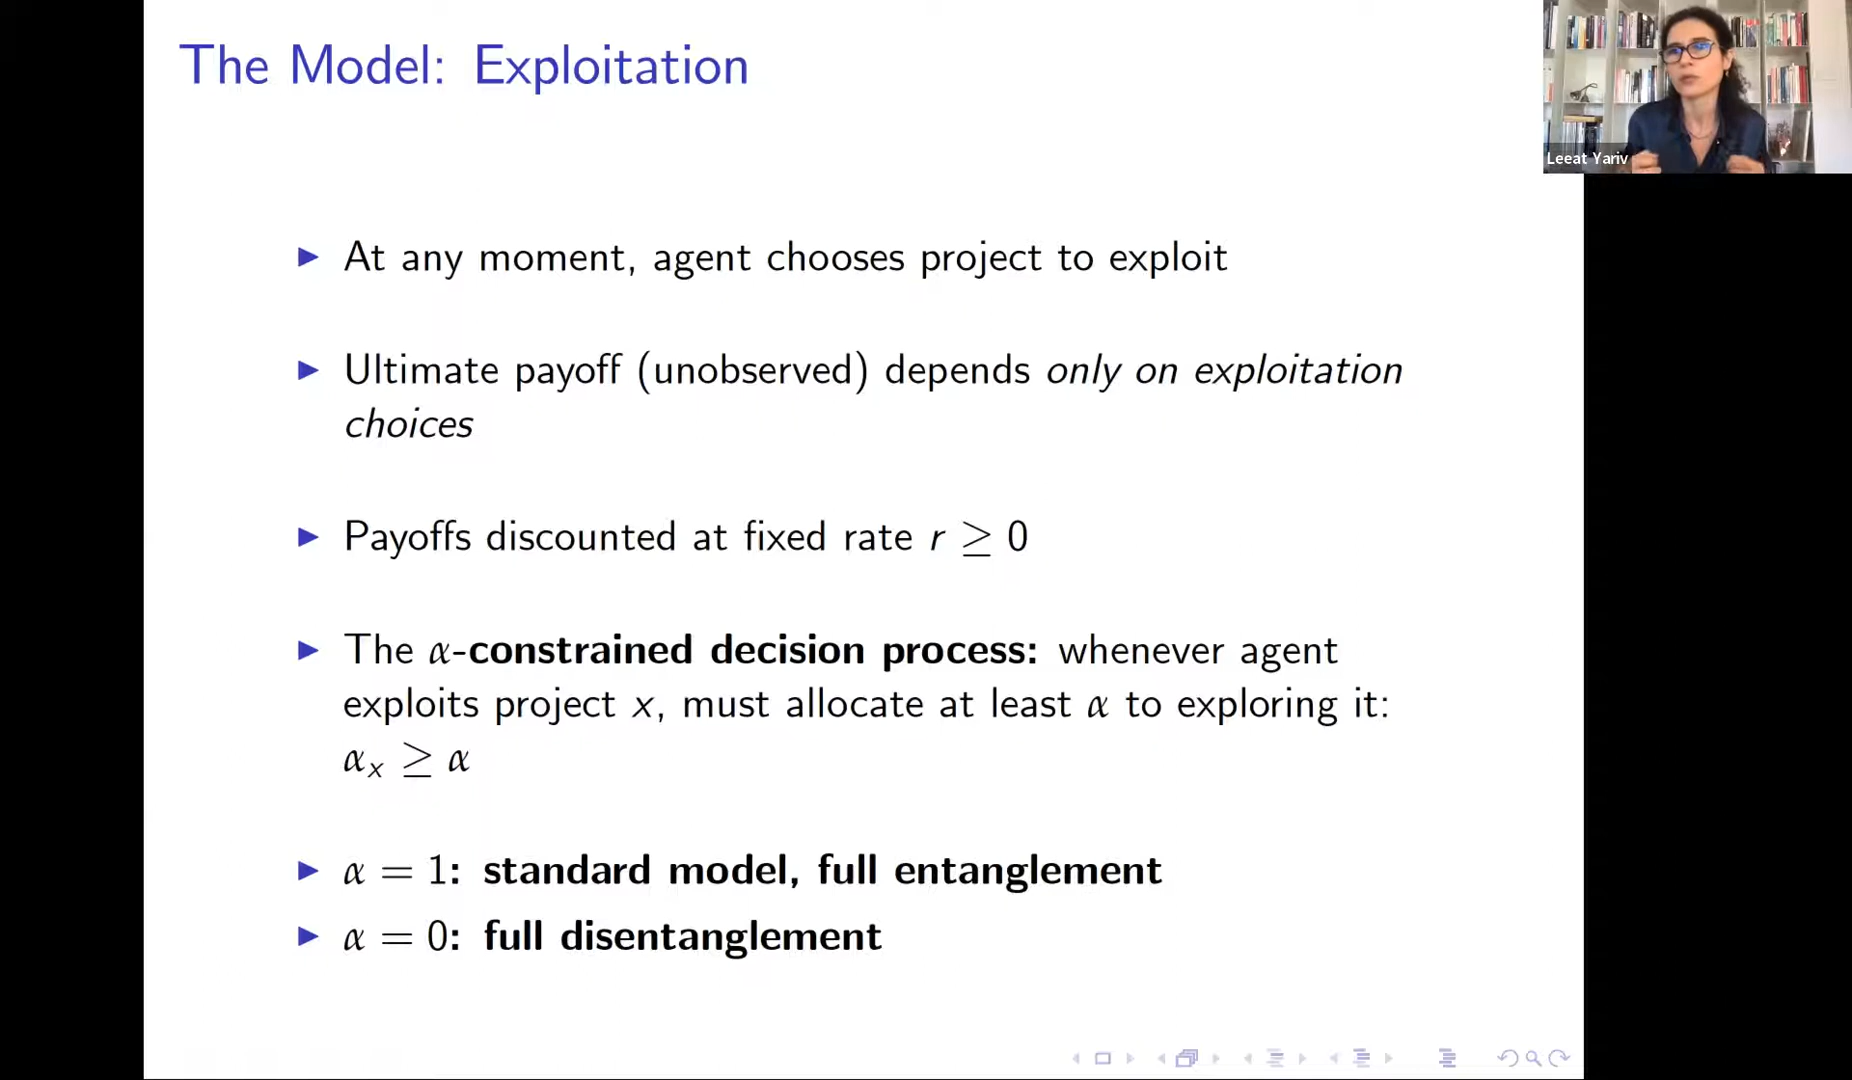 The Model: Exploitation
Leeat Yariv
▶ At any moment, agent chooses project to exploit
▶ Ultimate payoff (unobserved) depends only on exploitation
choices
▶ Payoffs discounted at fixed rate r ≥ 0
▶ The α-constrained decision process: whenever agent
exploits project x, must allocate at least α to exploring it:
αₓ ≥ α
▶ α = 1: standard model, full entanglement
▶ α = 0: full disentanglement